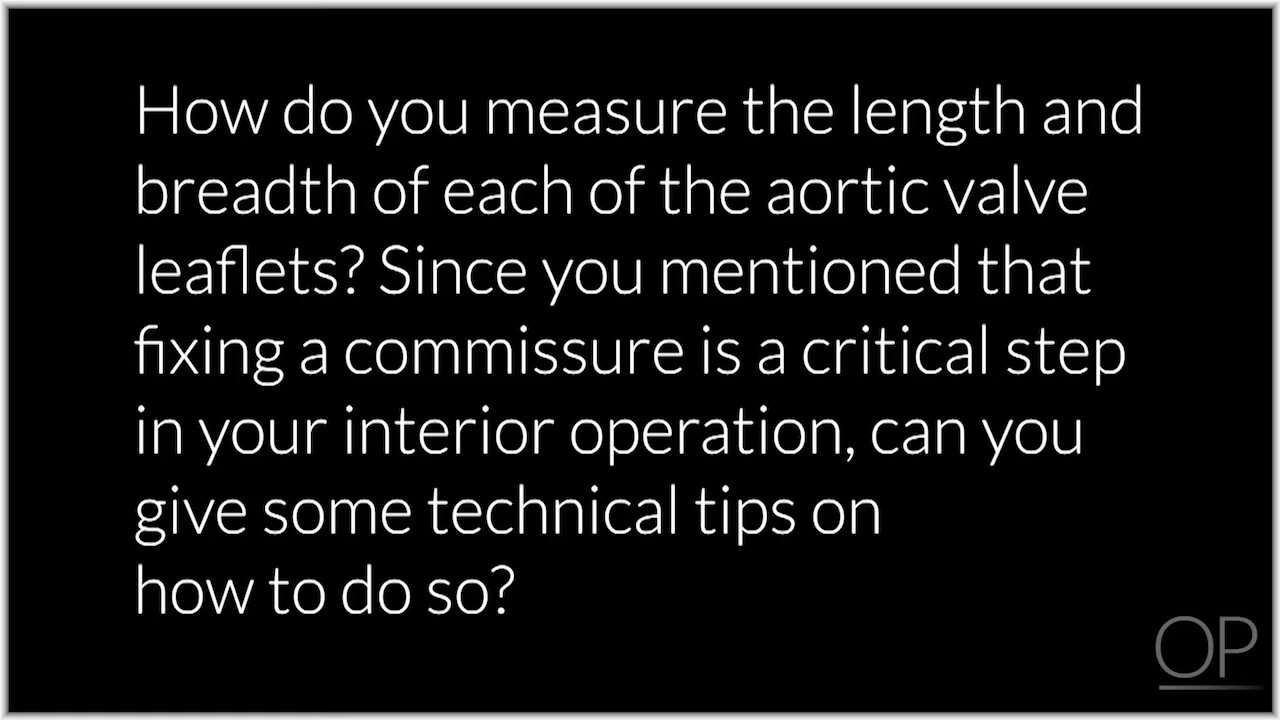 How do you measure the length and
breadth of each of the aortic valve
leaflets? Since you mentioned that
fixing a commissure is a critical step
in your interior operation, can you
give some technical tips on
how to do so?
OP